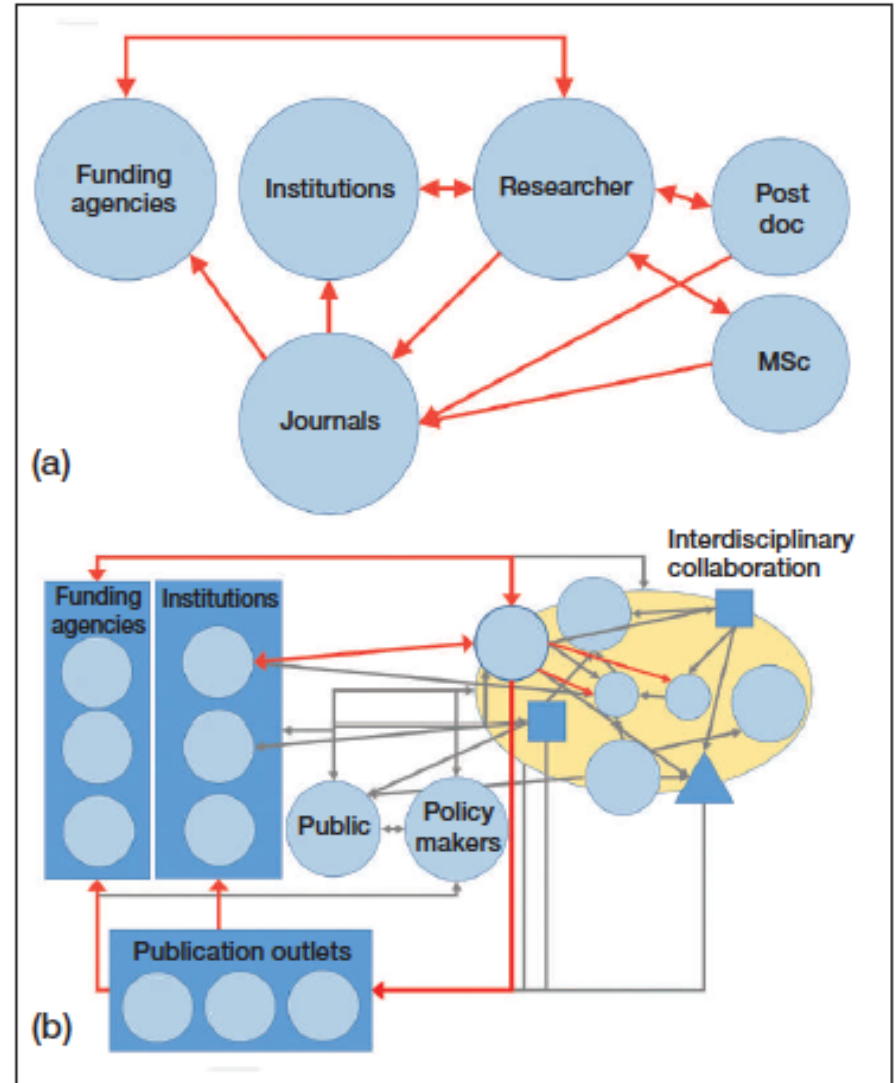 Funding
agencies
Institutions
Researcher
Post
doc
MSc
Journals
(a)
Interdisciplinary
collaboration
Funding
agencies
Institutions
Public
Policy
makers
Publication outlets
(b)